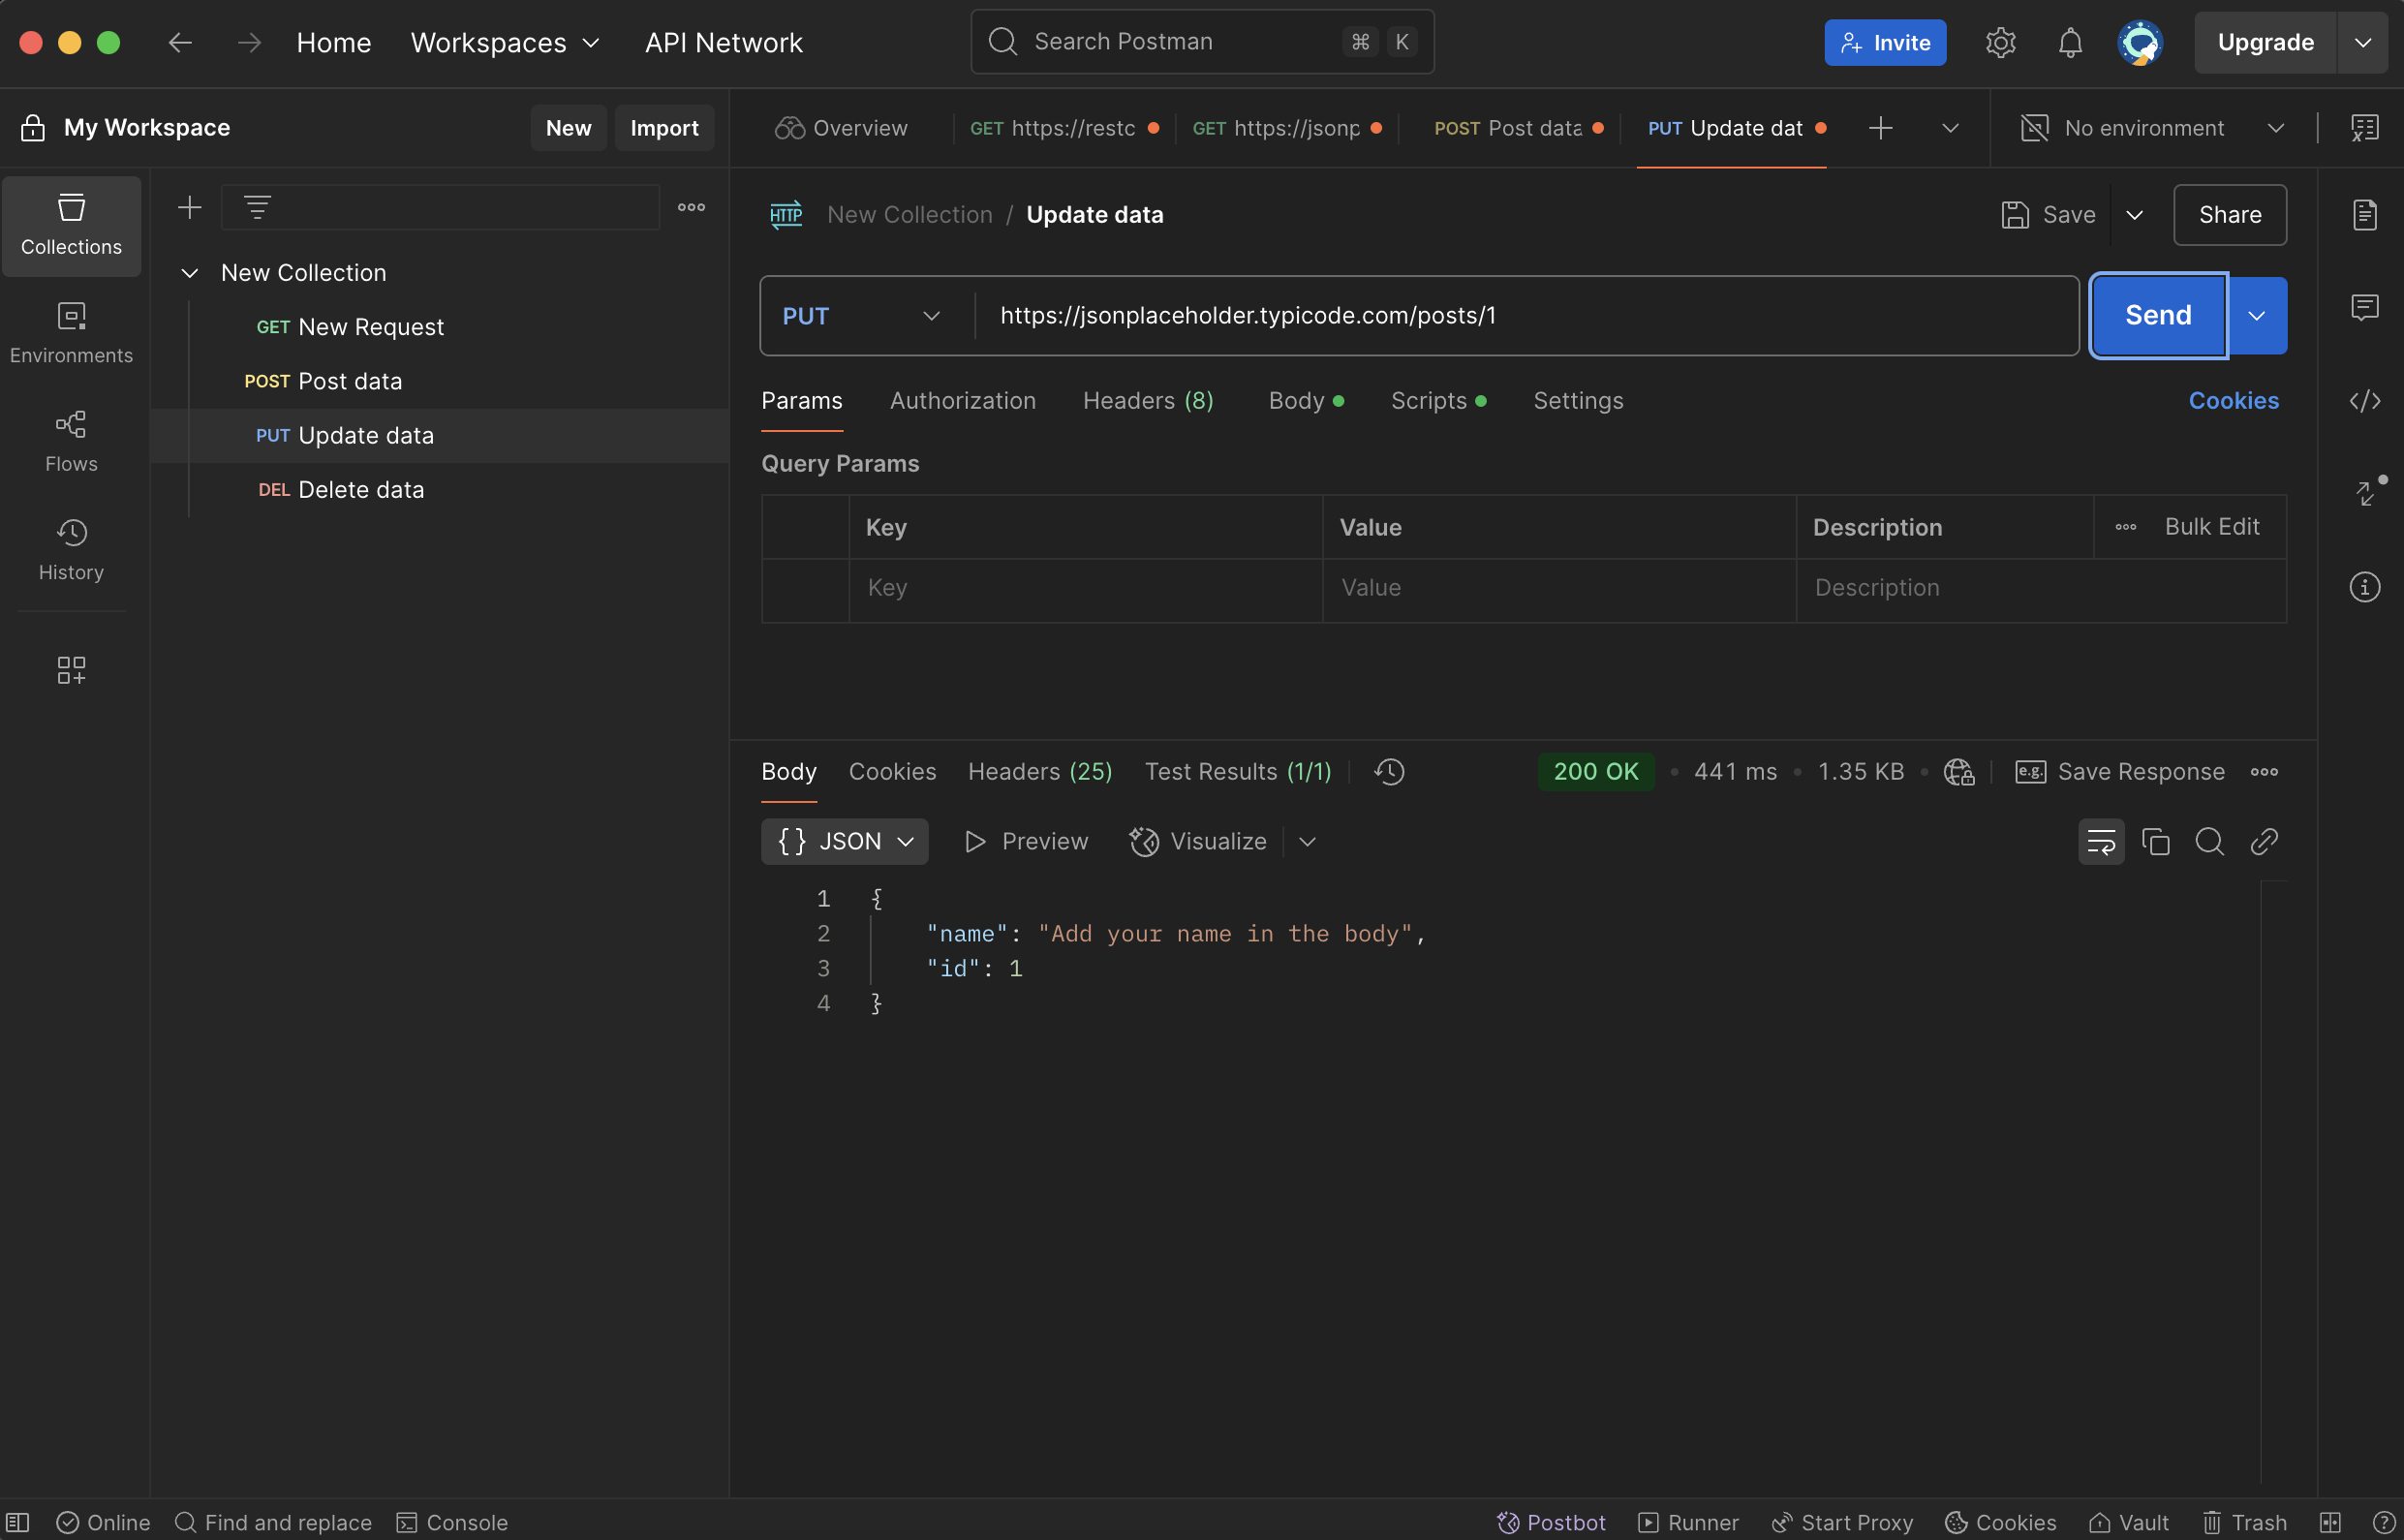 Home Workspaces API Network Search Postman ⌘ K Invite Upgrade
My Workspace New Import
Overview GET https://restc GET https://jsonp POST Post data PUT Update dat No environment
Collections
Environments
Flows
History
New Collection
GET New Request
POST Post data
PUT Update data
DEL Delete data
HTTP New Collection / Update data Save Share
PUT https://jsonplaceholder.typicode.com/posts/1 Send
Params Authorization Headers (8) Body Scripts Settings Cookies
Query Params
Key Value Description Bulk Edit
Key Value Description
Body Cookies Headers (25) Test Results (1/1) 200 OK • 441 ms • 1.35 KB • e.g. Save Response
{} JSON Preview Visualize
1 {
2 "name": "Add your name in the body",
3 "id": 1
4 }
Online Find and replace Console Postbot Runner Start Proxy Cookies Vault Trash